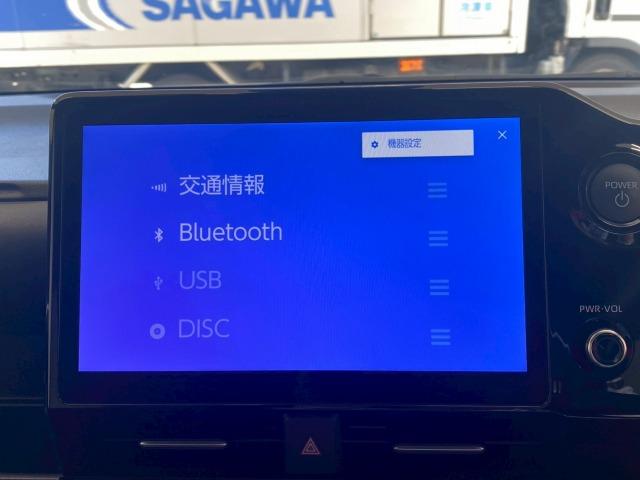 SAGAWA
機器設定
交通情報
Bluetooth
USB
DISC
POWER
PWR·VOL